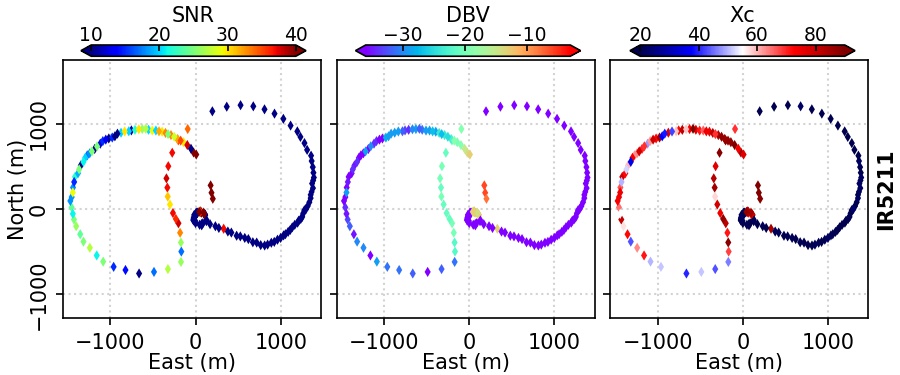 SNR DBV Xc
10 20 30 40 −30 −20 −10 20 40 60 80
North (m)
1000
0
−1000
−1000 0 1000 −1000 0 1000 −1000 0 1000
East (m) East (m) East (m)
IR5211